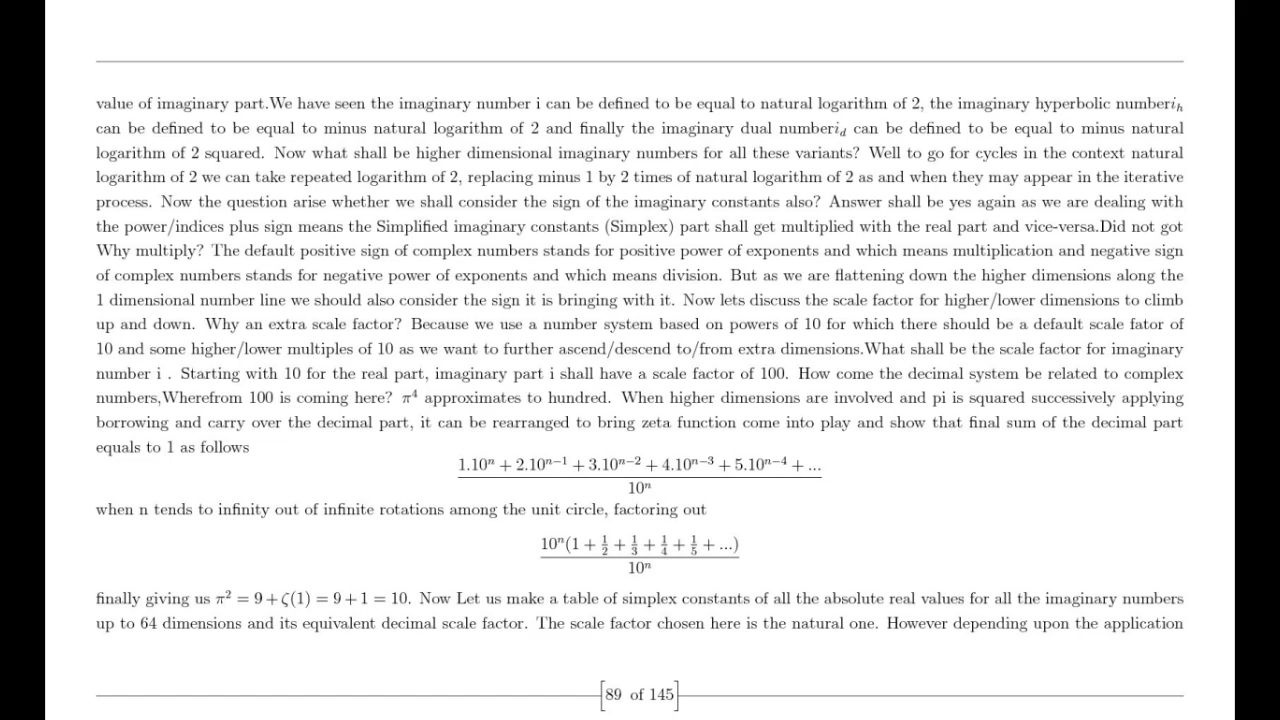 value of imaginary part.We have seen the imaginary number i can be defined to be equal to natural logarithm of 2, the imaginary hyperbolic numberi_h
can be defined to be equal to minus natural logarithm of 2 and finally the imaginary dual numberi_d can be defined to be equal to minus natural
logarithm of 2 squared. Now what shall be higher dimensional imaginary numbers for all these variants? Well to go for cycles in the context natural
logarithm of 2 we can take repeated logarithm of 2, replacing minus 1 by 2 times of natural logarithm of 2 as and when they may appear in the iterative
process. Now the question arise whether we shall consider the sign of the imaginary constants also? Answer shall be yes again as we are dealing with
the power/indices plus sign means the Simplified imaginary constants (Simplex) part shall get multiplied with the real part and vice-versa.Did not got
Why multiply? The default positive sign of complex numbers stands for positive power of exponents and which means multiplication and negative sign
of complex numbers stands for negative power of exponents and which means division. But as we are flattening down the higher dimensions along the
1 dimensional number line we should also consider the sign it is bringing with it. Now lets discuss the scale factor for higher/lower dimensions to climb
up and down. Why an extra scale factor? Because we use a number system based on powers of 10 for which there should be a default scale fator of
10 and some higher/lower multiples of 10 as we want to further ascend/descend to/from extra dimensions.What shall be the scale factor for imaginary
number i . Starting with 10 for the real part, imaginary part i shall have a scale factor of 100. How come the decimal system be related to complex
numbers,Wherefrom 100 is coming here? π^4 approximates to hundred. When higher dimensions are involved and pi is squared successively applying
borrowing and carry over the decimal part, it can be rearranged to bring zeta function come into play and show that final sum of the decimal part
equals to 1 as follows
1.10^n + 2.10^{n−1} + 3.10^{n−2} + 4.10^{n−3} + 5.10^{n−4} + ...
10^n
when n tends to infinity out of infinite rotations among the unit circle, factoring out
10^n(1 + 1/2 + 1/3 + 1/4 + 1/5 + ...)
10^n
finally giving us π^2 = 9 + ζ(1) = 9 + 1 = 10. Now Let us make a table of simplex constants of all the absolute real values for all the imaginary numbers
up to 64 dimensions and its equivalent decimal scale factor. The scale factor chosen here is the natural one. However depending upon the application
[89 of 145]